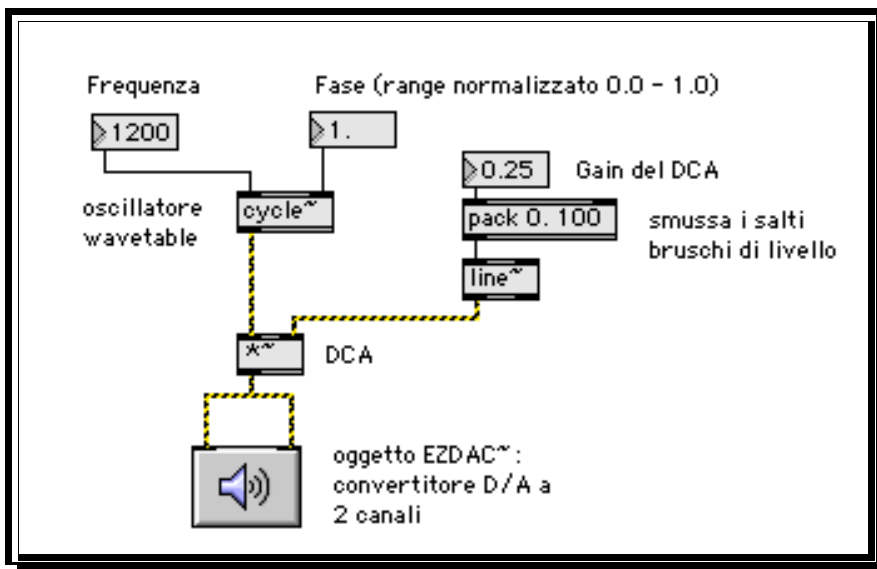 Frequenza
Fase (range normalizzato 0.0 - 1.0)
1200
1.
0.25
Gain del DCA
oscillatore
wavetable
cycle~
pack 0. 100
smussa i salti
bruschi di livello
line~
*~
DCA
oggetto EZDAC~:
convertitore D/A a
2 canali